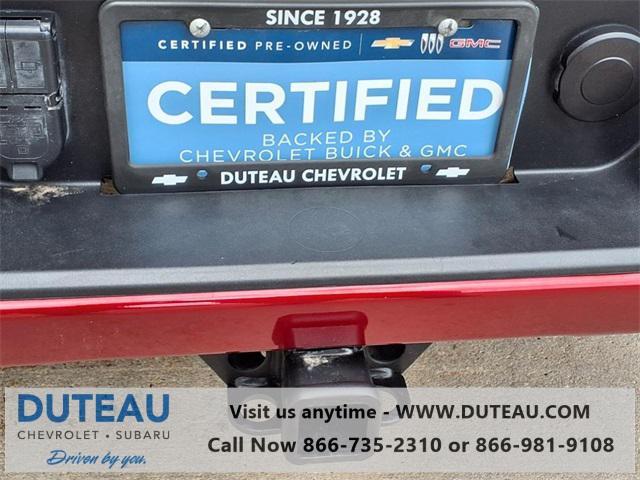 SINCE 1928
CERTIFIED PRE-OWNED GMC
CERTIFIED
BACKED BY
CHEVROLET BUICK & GMC
DUTEAU CHEVROLET
DUTEAU
CHEVROLET • SUBARU
Driven by you.
Visit us anytime - WWW.DUTEAU.COM
Call Now 866-735-2310 or 866-981-9108